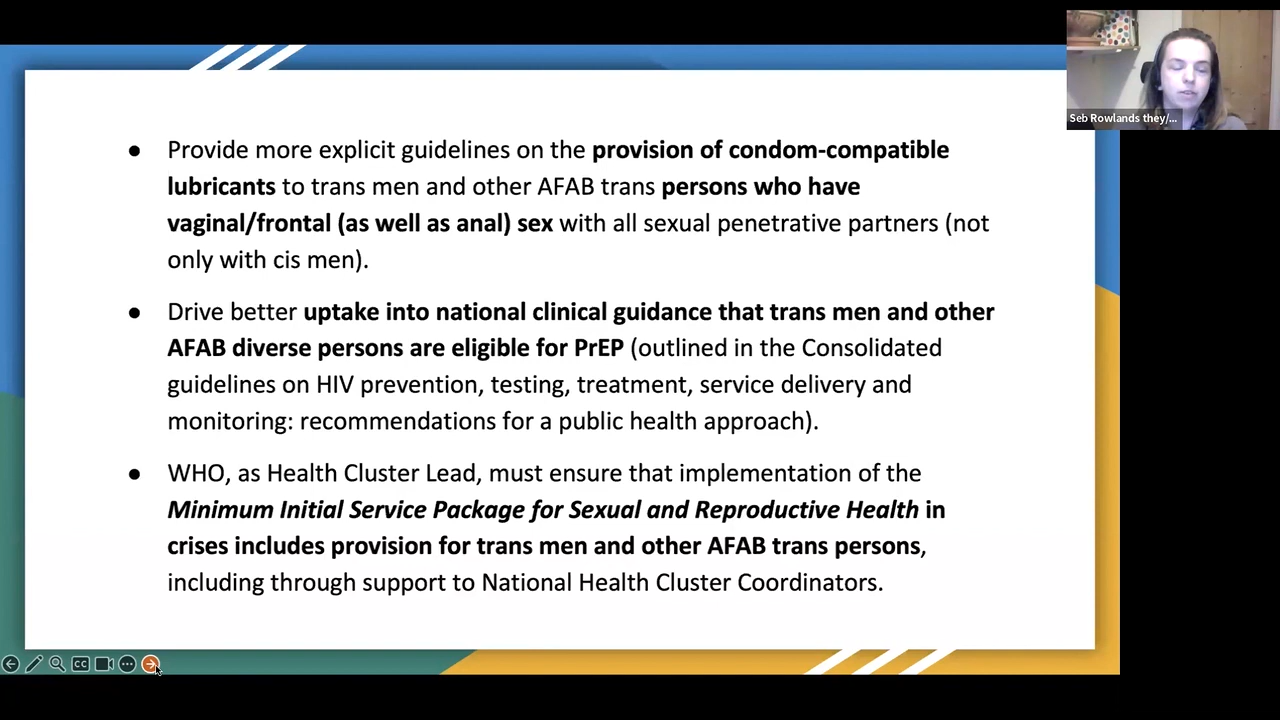 Seb Rowlands they/...
● Provide more explicit guidelines on the provision of condom-compatible
lubricants to trans men and other AFAB trans persons who have
vaginal/frontal (as well as anal) sex with all sexual penetrative partners (not
only with cis men).
● Drive better uptake into national clinical guidance that trans men and other
AFAB diverse persons are eligible for PrEP (outlined in the Consolidated
guidelines on HIV prevention, testing, treatment, service delivery and
monitoring: recommendations for a public health approach).
● WHO, as Health Cluster Lead, must ensure that implementation of the
Minimum Initial Service Package for Sexual and Reproductive Health in
crises includes provision for trans men and other AFAB trans persons,
including through support to National Health Cluster Coordinators.
CC